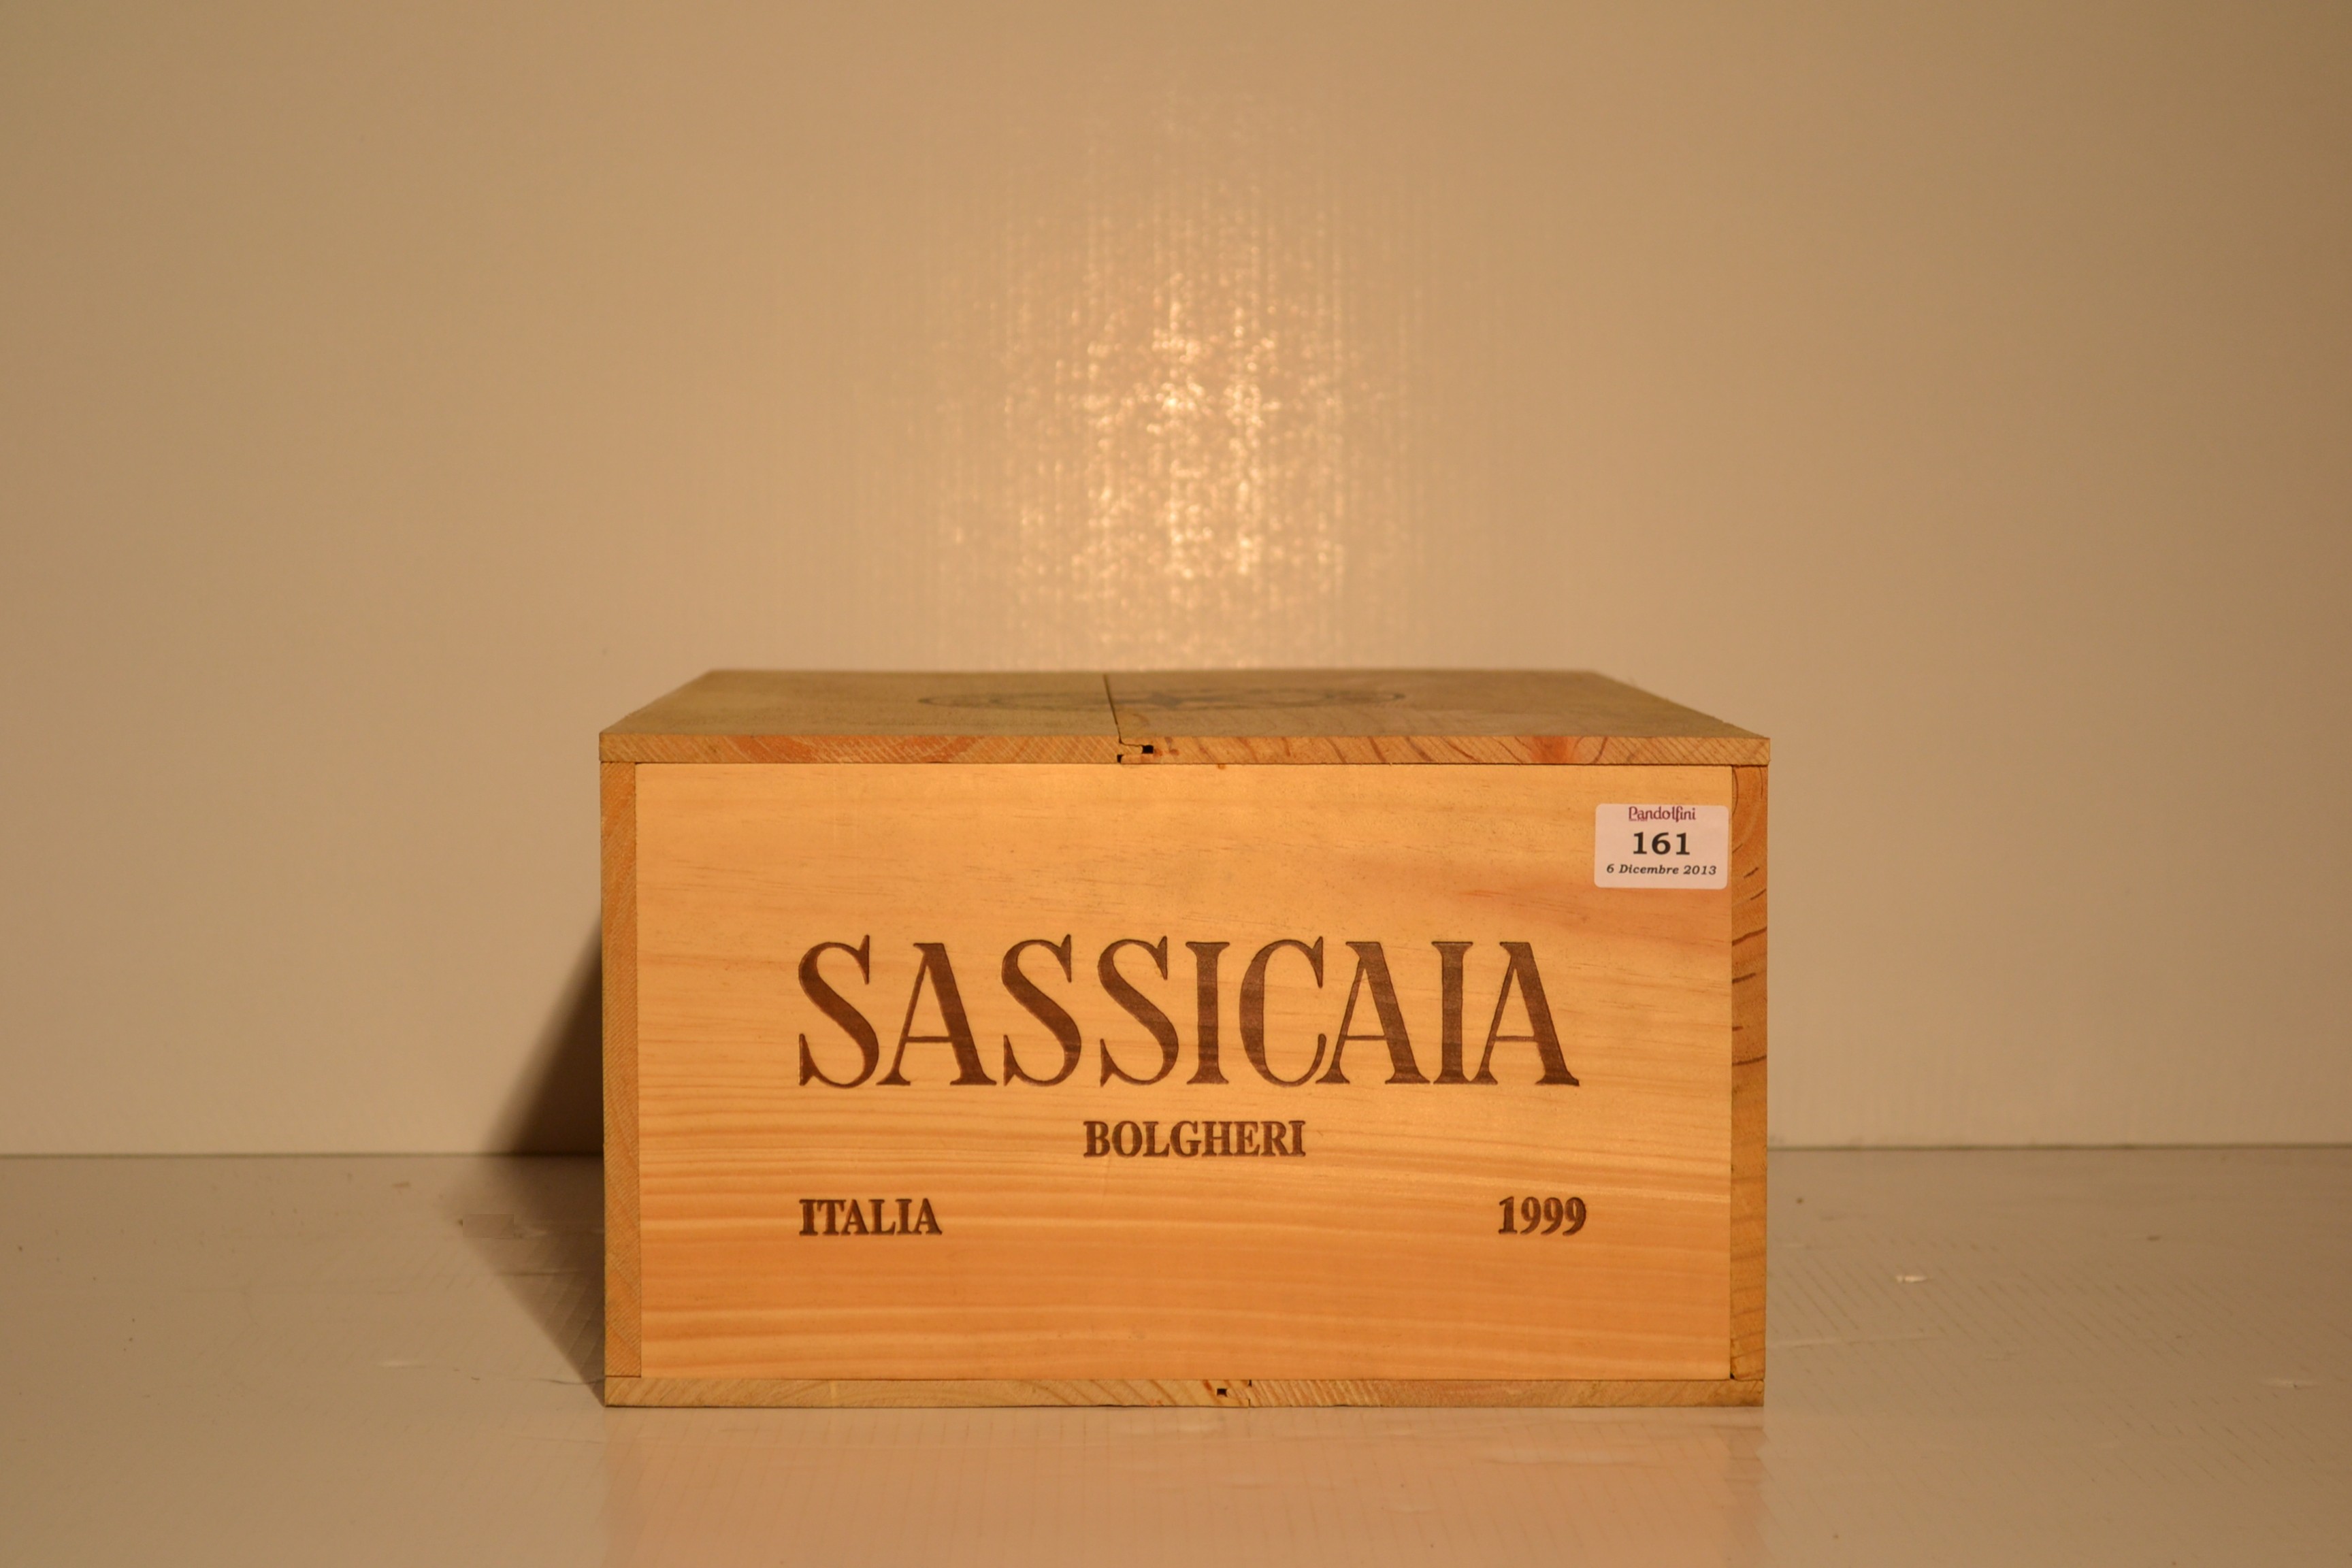 Pandolfini
161
6 Dicembre 2013
SASSICAIA
BOLGHERI
ITALIA 1999